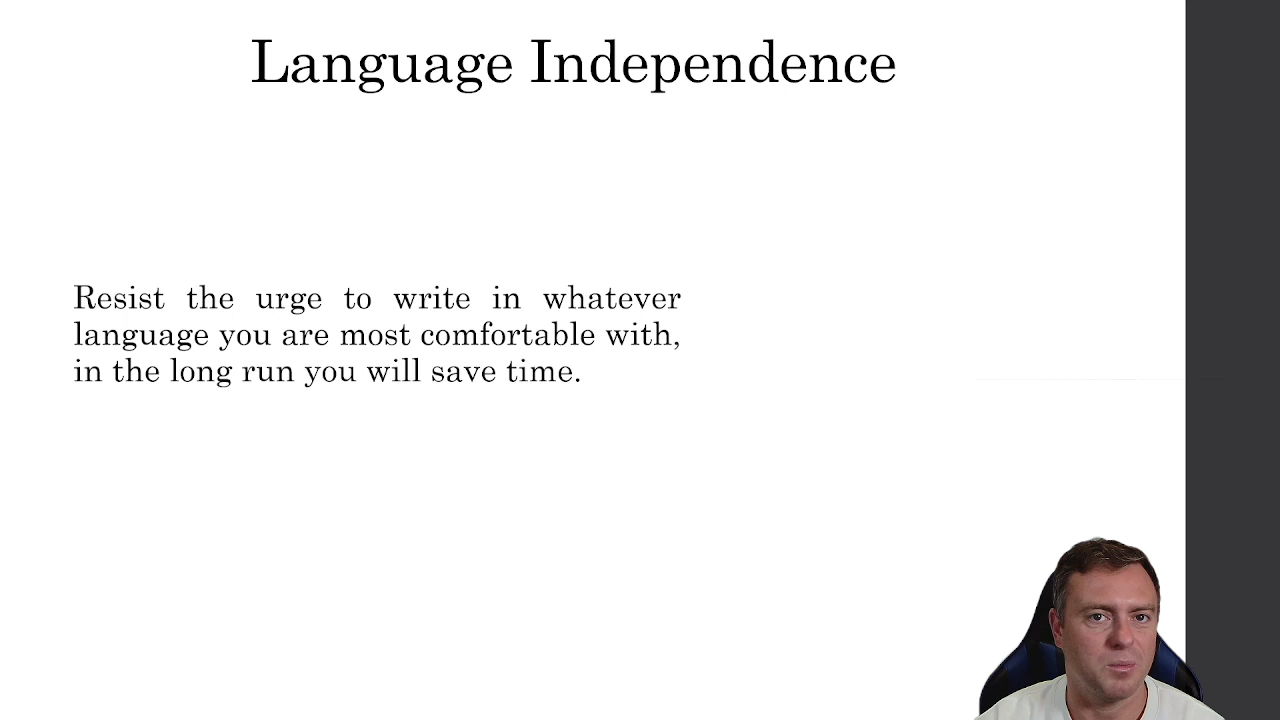 Language Independence
Resist the urge to write in whatever
language you are most comfortable with,
in the long run you will save time.